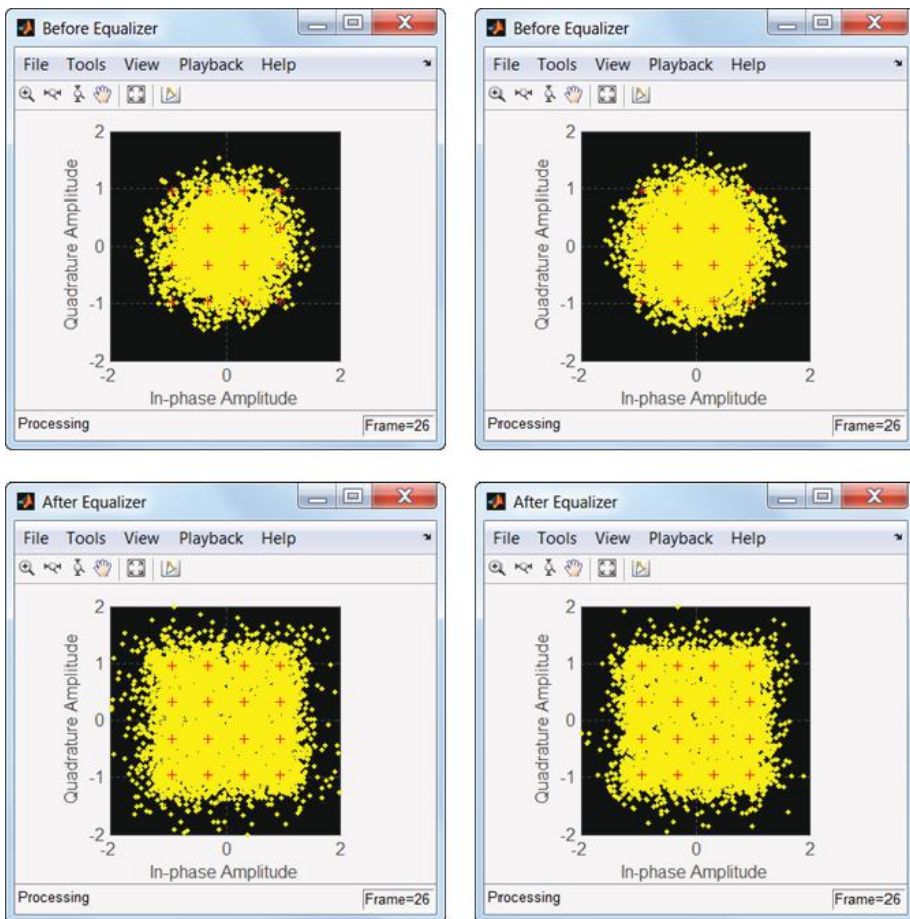 Before Equalizer
File Tools View Playback Help
2
1
0
-1
-2
Quadrature Amplitude
-2 0 2
In-phase Amplitude
Processing Frame=26
Before Equalizer
File Tools View Playback Help
2
1
0
-1
-2
Quadrature Amplitude
-2 0 2
In-phase Amplitude
Processing Frame=26
After Equalizer
File Tools View Playback Help
2
1
0
-1
-2
Quadrature Amplitude
-2 0 2
In-phase Amplitude
Processing Frame=26
After Equalizer
File Tools View Playback Help
2
1
0
-1
-2
Quadrature Amplitude
-2 0 2
In-phase Amplitude
Processing Frame=26